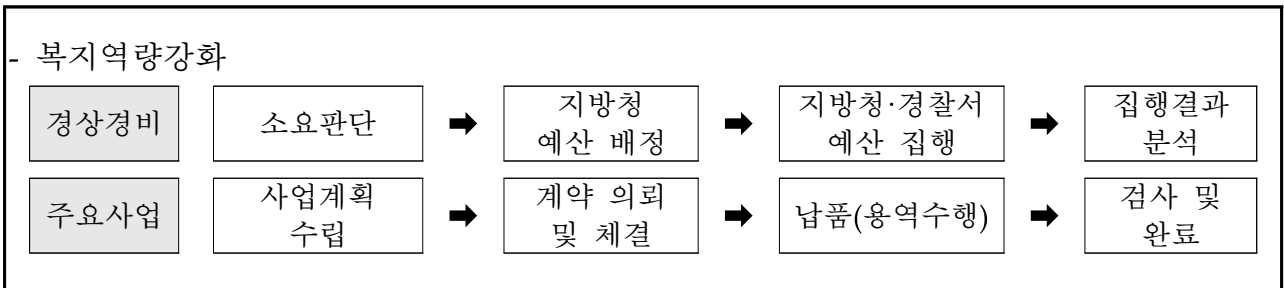 - 복지역량강화
경상경비 소요판단 ➡ 지방청 예산 배정 ➡ 지방청·경찰서 예산 집행 ➡ 집행결과 분석
주요사업 사업계획 수립 ➡ 계약 의뢰 및 체결 ➡ 납품(용역수행) ➡ 검사 및 완료